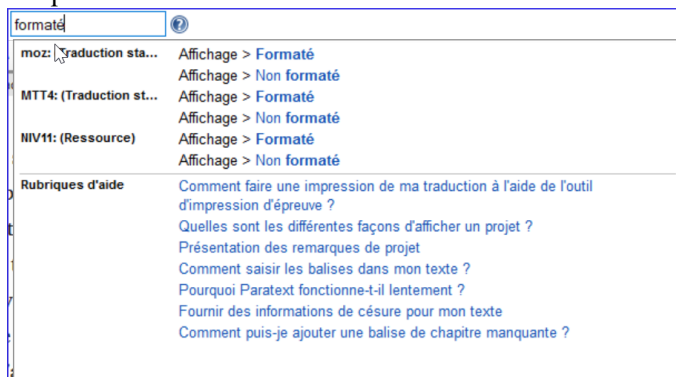 formaté
moz: (Traduction sta... Affichage > Formaté
Affichage > Non formaté
MTT4: (Traduction st... Affichage > Formaté
Affichage > Non formaté
NIV11: (Ressource) Affichage > Formaté
Affichage > Non formaté
Rubriques d'aide Comment faire une impression de ma traduction à l'aide de l'outil
d'impression d'épreuve ?
Quelles sont les différentes façons d'afficher un projet ?
Présentation des remarques de projet
Comment saisir les balises dans mon texte ?
Pourquoi Paratext fonctionne-t-il lentement ?
Fournir des informations de césure pour mon texte
Comment puis-je ajouter une balise de chapitre manquante ?